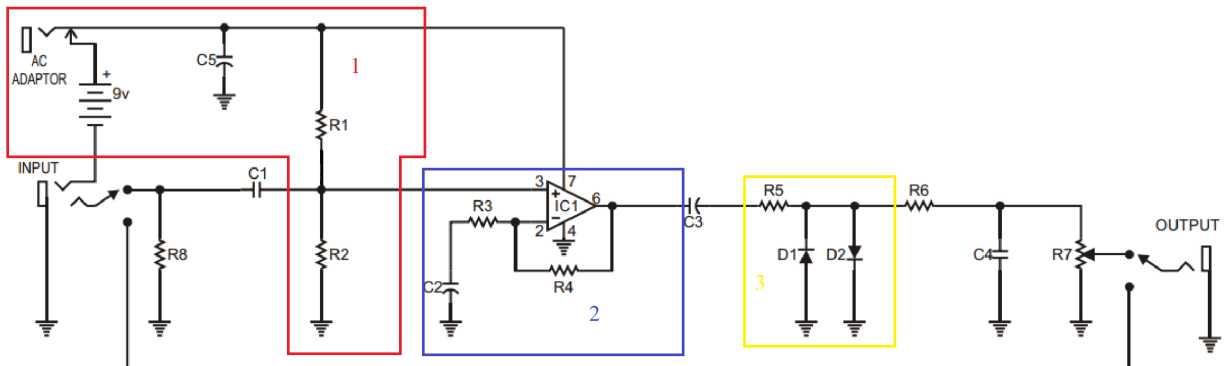 AC
ADAPTOR
+
9v
C5
1
R1
INPUT
C1
R8
R2
3
7
+
IC1
6
−
2
4
R3
R4
C2
2
C3
R5
D1
D2
3
R6
C4
R7
OUTPUT